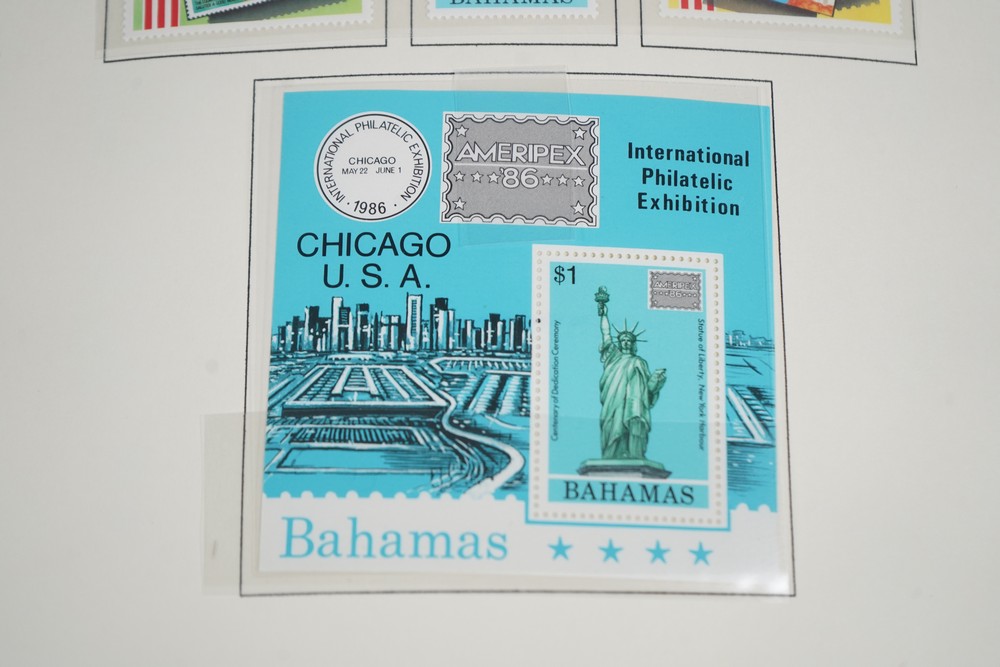 BAHAMAS
INTERNATIONAL PHILATELIC EXHIBITION
CHICAGO
MAY 22 JUNE 1
· 1986 ·
AMERIPEX
'86
International
Philatelic
Exhibition
CHICAGO
U. S. A.
$1
AMERIPEX
'86
Centenary of Dedication Ceremony
Statue of Liberty, New York Harbour
BAHAMAS
Bahamas